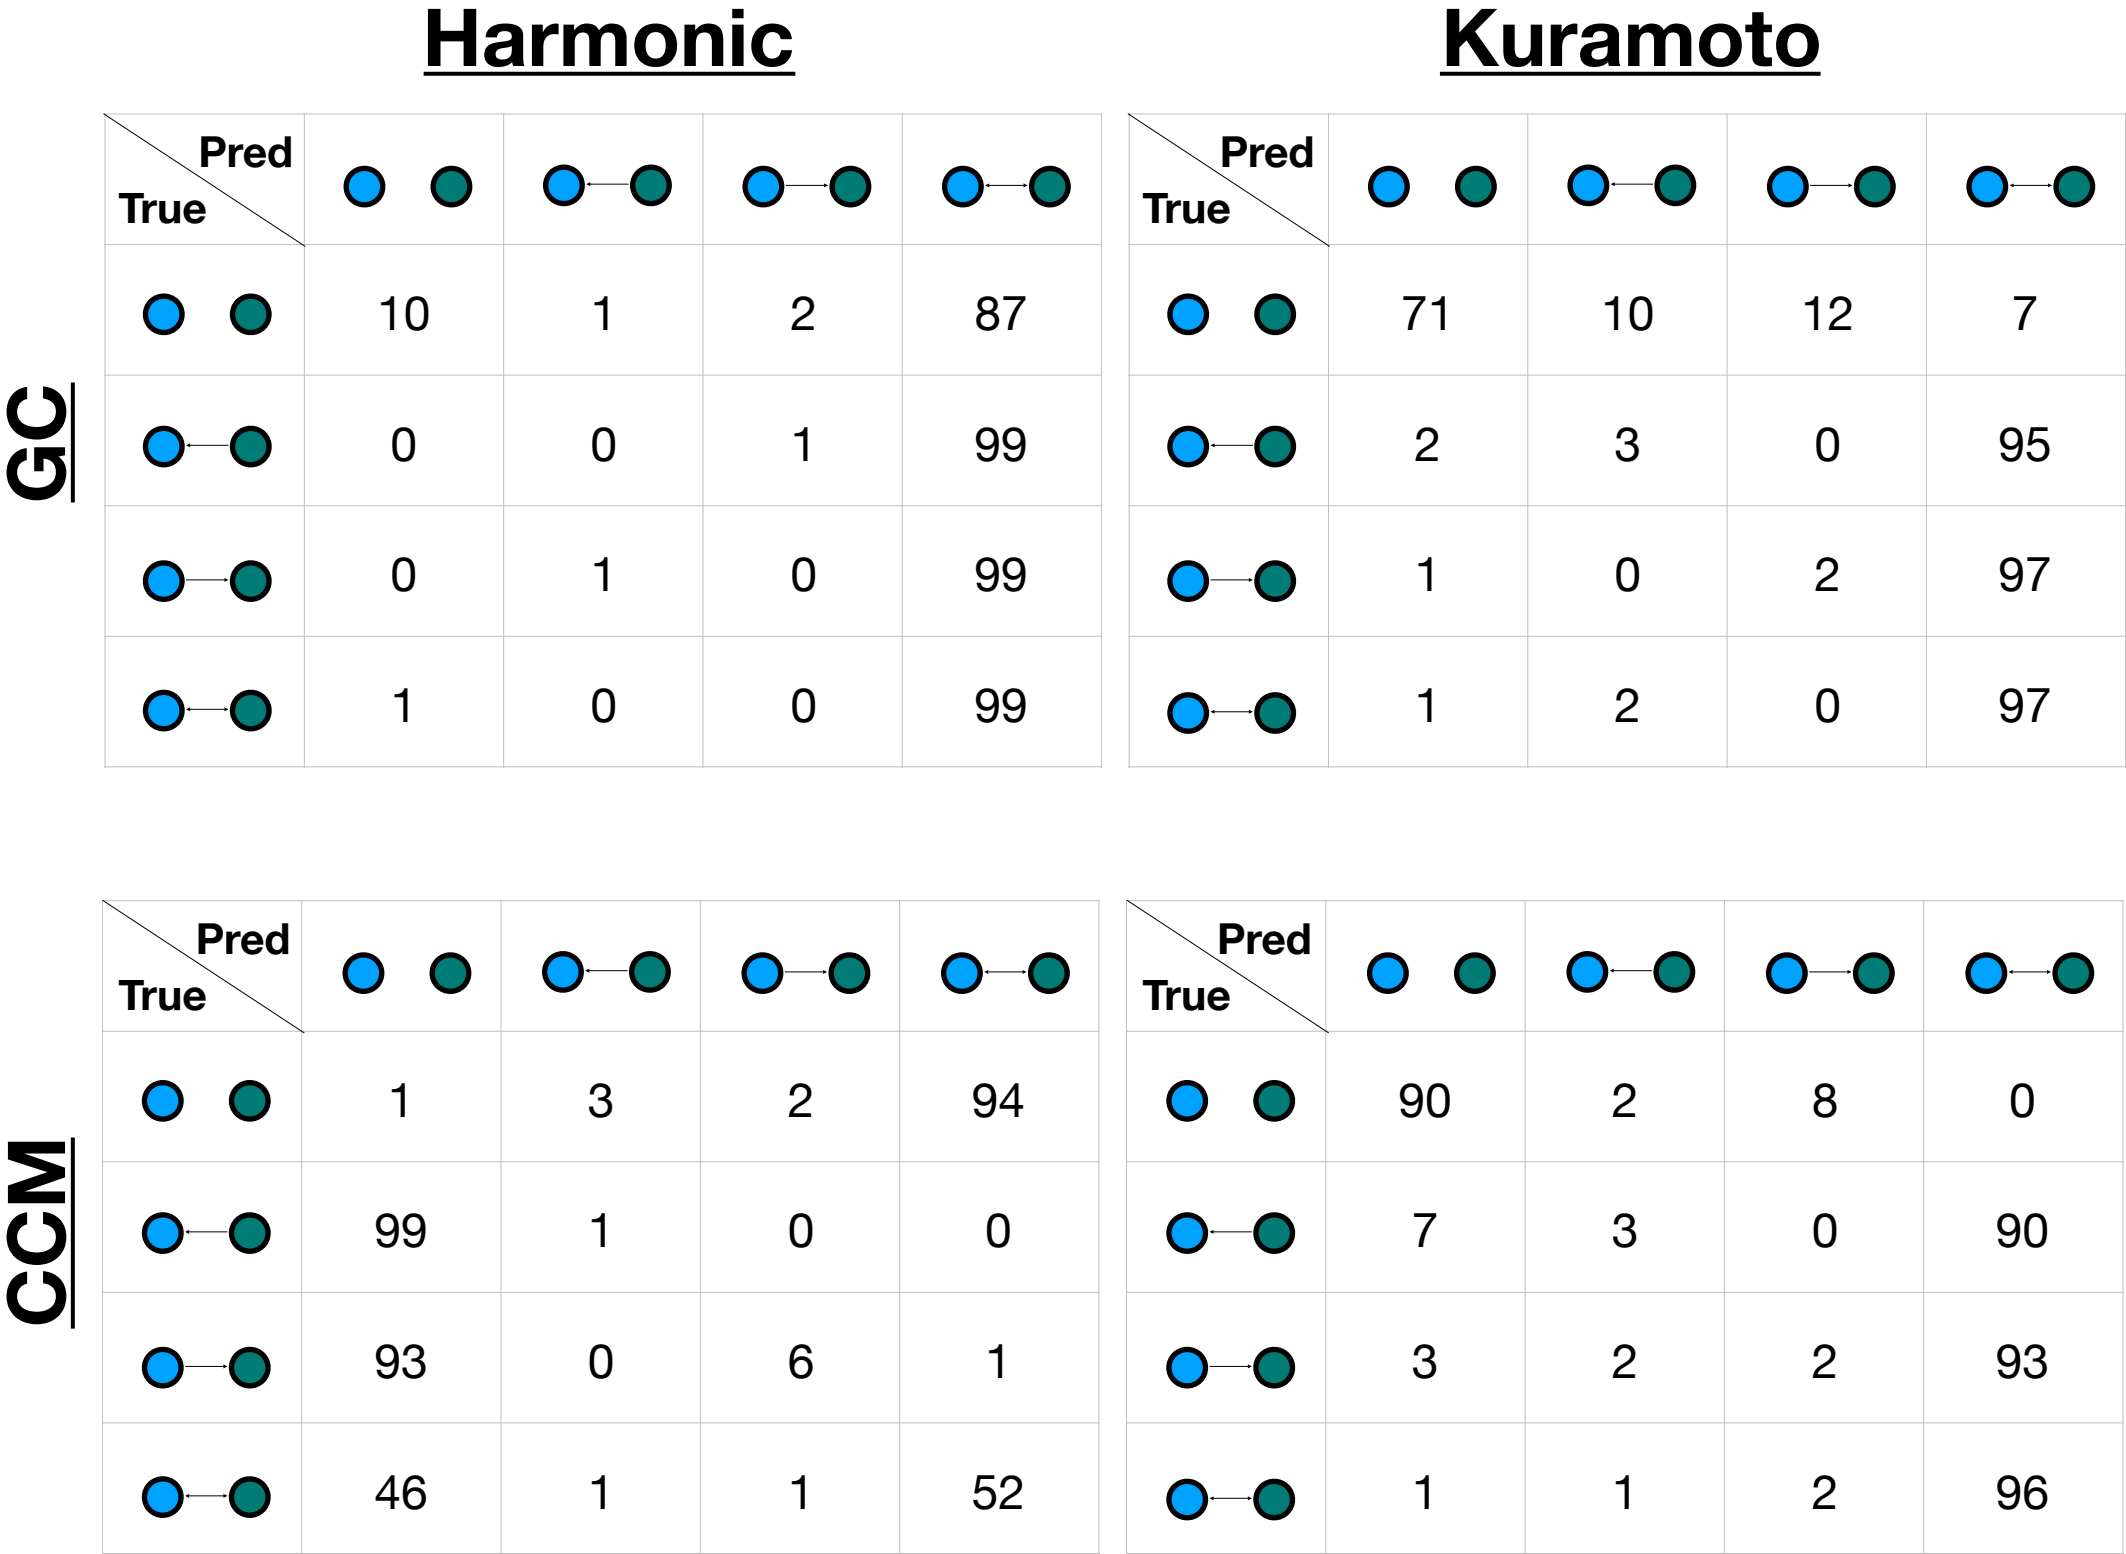 Harmonic Kuramoto
GC
Pred Pred
True True
10 1 2 87 71 10 12 7
0 0 1 99 2 3 0 95
0 1 0 99 1 0 2 97
1 0 0 99 1 2 0 97
CCM
Pred Pred
True True
1 3 2 94 90 2 8 0
99 1 0 0 7 3 0 90
93 0 6 1 3 2 2 93
46 1 1 52 1 1 2 96